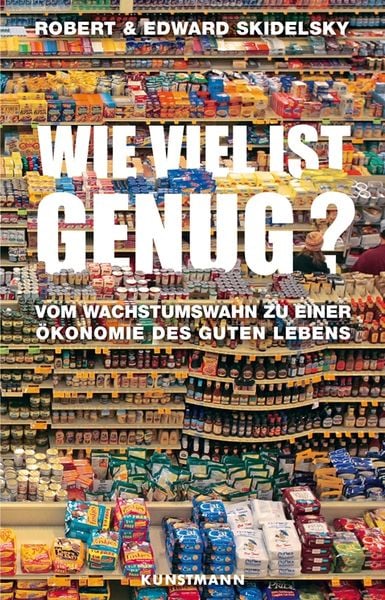 ROBERT & EDWARD SKIDELSKY
WIE VIEL IST
GENUG?
VOM WACHSTUMSWAHN ZU EINER
ÖKONOMIE DES GUTEN LEBENS
KUNSTMANN